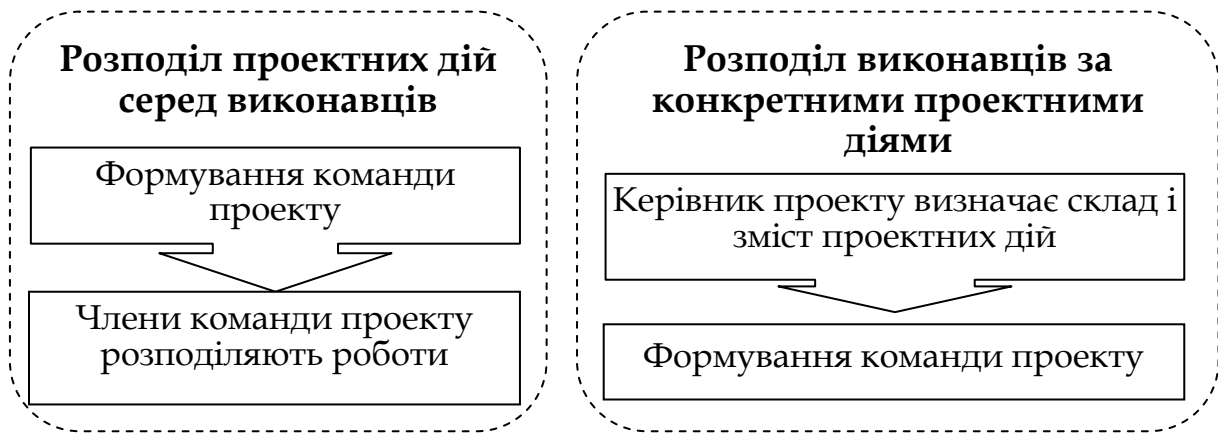 Розподіл проектних дій
серед виконавців
Формування команди
проекту
Члени команди проекту
розподіляють роботи
Розподіл виконавців за
конкретними проектними
діями
Керівник проекту визначає склад і
зміст проектних дій
Формування команди проекту